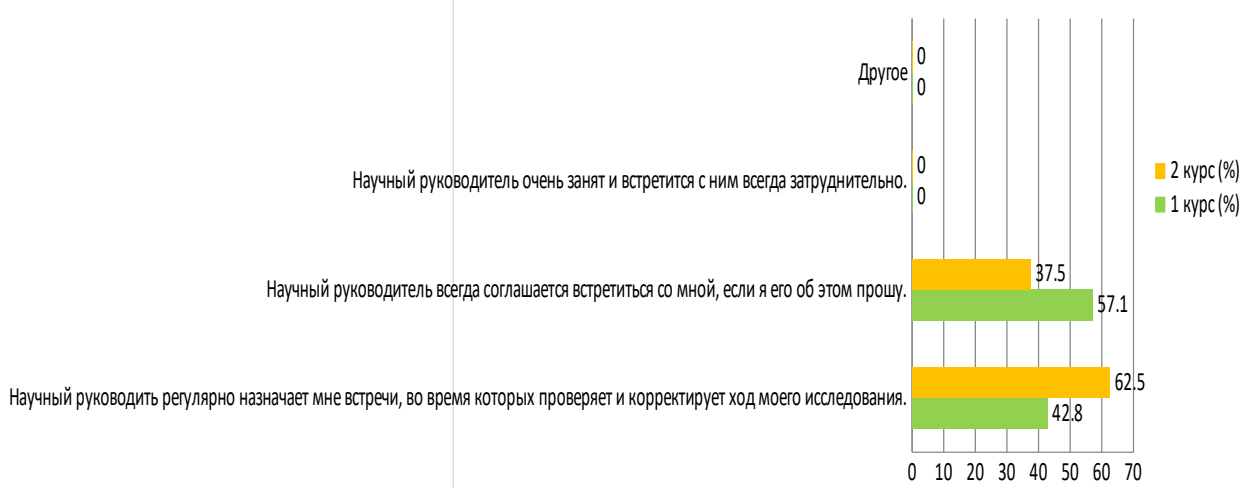 Другое
0
0
Научный руководитель очень занят и встретится с ним всегда затруднительно.
0
0
Научный руководитель всегда соглашается встретиться со мной, если я его об этом прошу.
37.5
57.1
Научный руководить регулярно назначает мне встречи, во время которых проверяет и корректирует ход моего исследования.
62.5
42.8
0 10 20 30 40 50 60 70
2 курс (%)
1 курс (%)